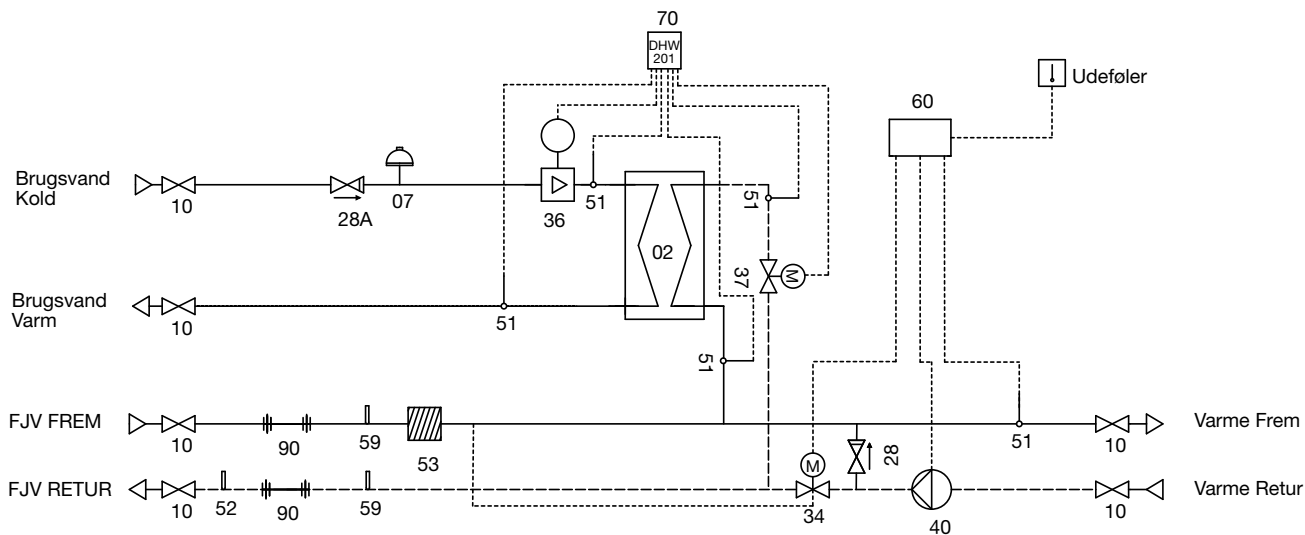 70
DHW
201
Udeføler
60
Brugsvand
Kold
10
28A
07
36
51
51
02
37
M
Brugsvand
Varm
10
51
51
FJV FREM
10
90
59
53
28
51
10
Varme Frem
M
FJV RETUR
10
52
90
59
34
40
10
Varme Retur